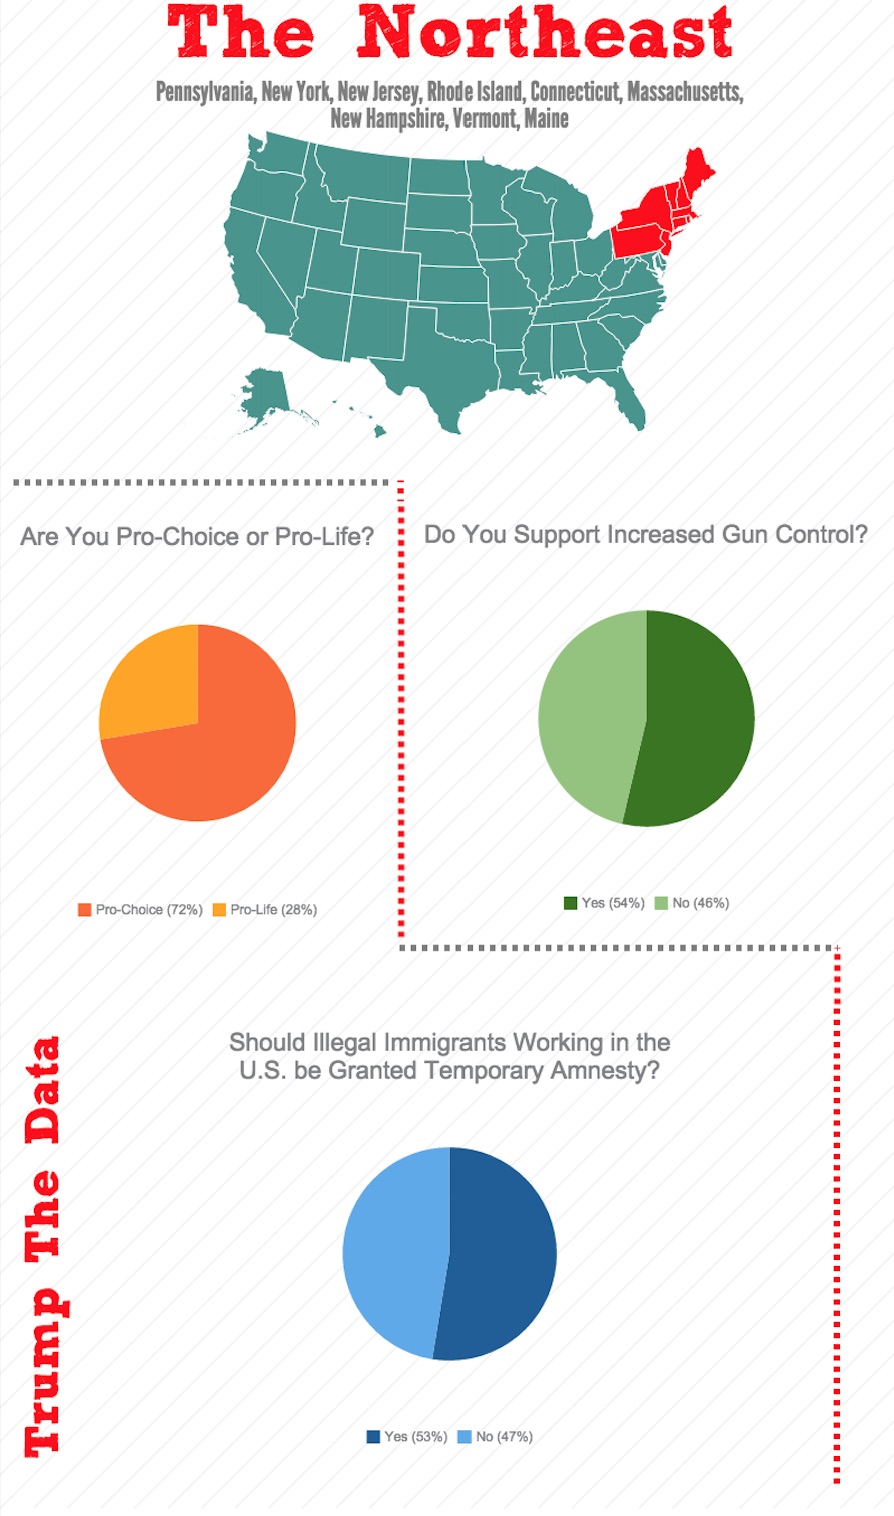 The Northeast
Pennsylvania, New York, New Jersey, Rhode Island, Connecticut, Massachusetts,
New Hampshire, Vermont, Maine
Are You Pro-Choice or Pro-Life?
Pro-Choice (72%) Pro-Life (28%)
Do You Support Increased Gun Control?
Yes (54%) No (46%)
Should Illegal Immigrants Working in the
U.S. be Granted Temporary Amnesty?
Yes (53%) No (47%)
Trump The Data